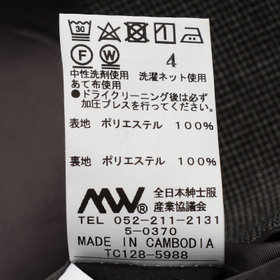 30
F W 4
中性洗剤使用 洗濯ネット使用
あて布使用
●ドライクリーニング後は必ず
加圧プレスを行ってください
表地 ポリエステル 100%
裏地 ポリエステル 100%
MW 全日本紳士服
産業協議会
TEL 052-211-2131
5-0370
MADE IN CAMBODIA
TC128-5988